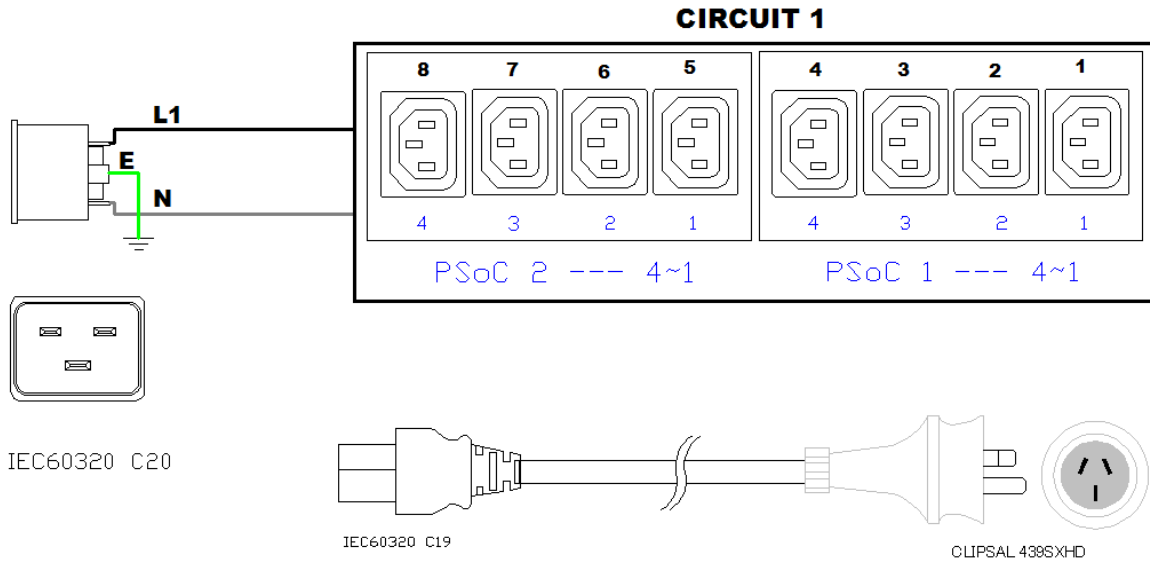 CIRCUIT 1
8 7 6 5 4 3 2 1
L1
E
N
4 3 2 1 4 3 2 1
PSoC 2 --- 4~1 PSoC 1 --- 4~1
IEC60320 C20
IEC60320 C19
CLIPSAL 439SXHD